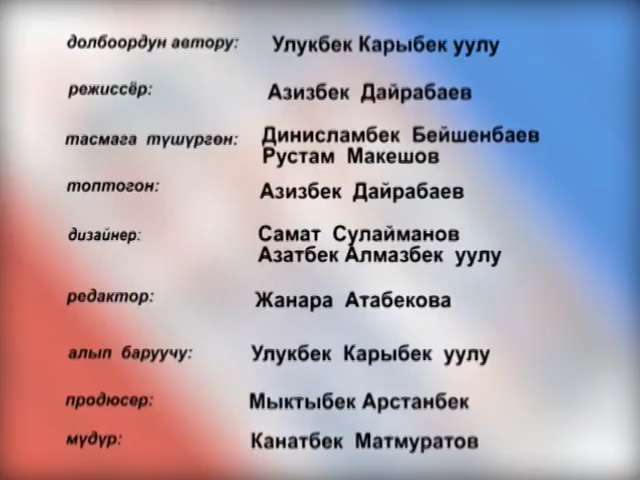 долбоордун автору: Улукбек Карыбек уулу
режиссёр: Азизбек Дайрабаев
тасмага түшүргөн: Динисламбек Бейшенбаев
Рустам Макешов
топтогон: Азизбек Дайрабаев
дизайнер: Самат Сулайманов
Азатбек Алмазбек уулу
редактор: Жанара Атабекова
алып баруучу: Улукбек Карыбек уулу
продюсер: Мыктыбек Арстанбек
мүдүр: Канатбек Матмуратов